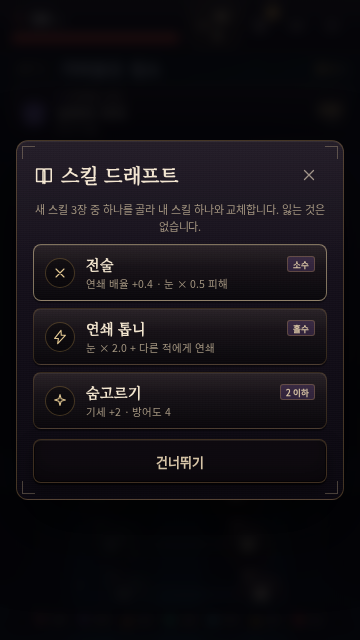 스킬 드래프트
새 스킬 3장 중 하나를 골라 내 스킬 하나와 교체합니다. 잃는 것은
없습니다.
전술
소수
연쇄 배율 +0.4 · 눈 × 0.5 피해
연쇄 톱니
홀수
눈 × 2.0 + 다른 적에게 연쇄
숨고르기
2 이하
기세 +2 · 방어도 4
건너뛰기